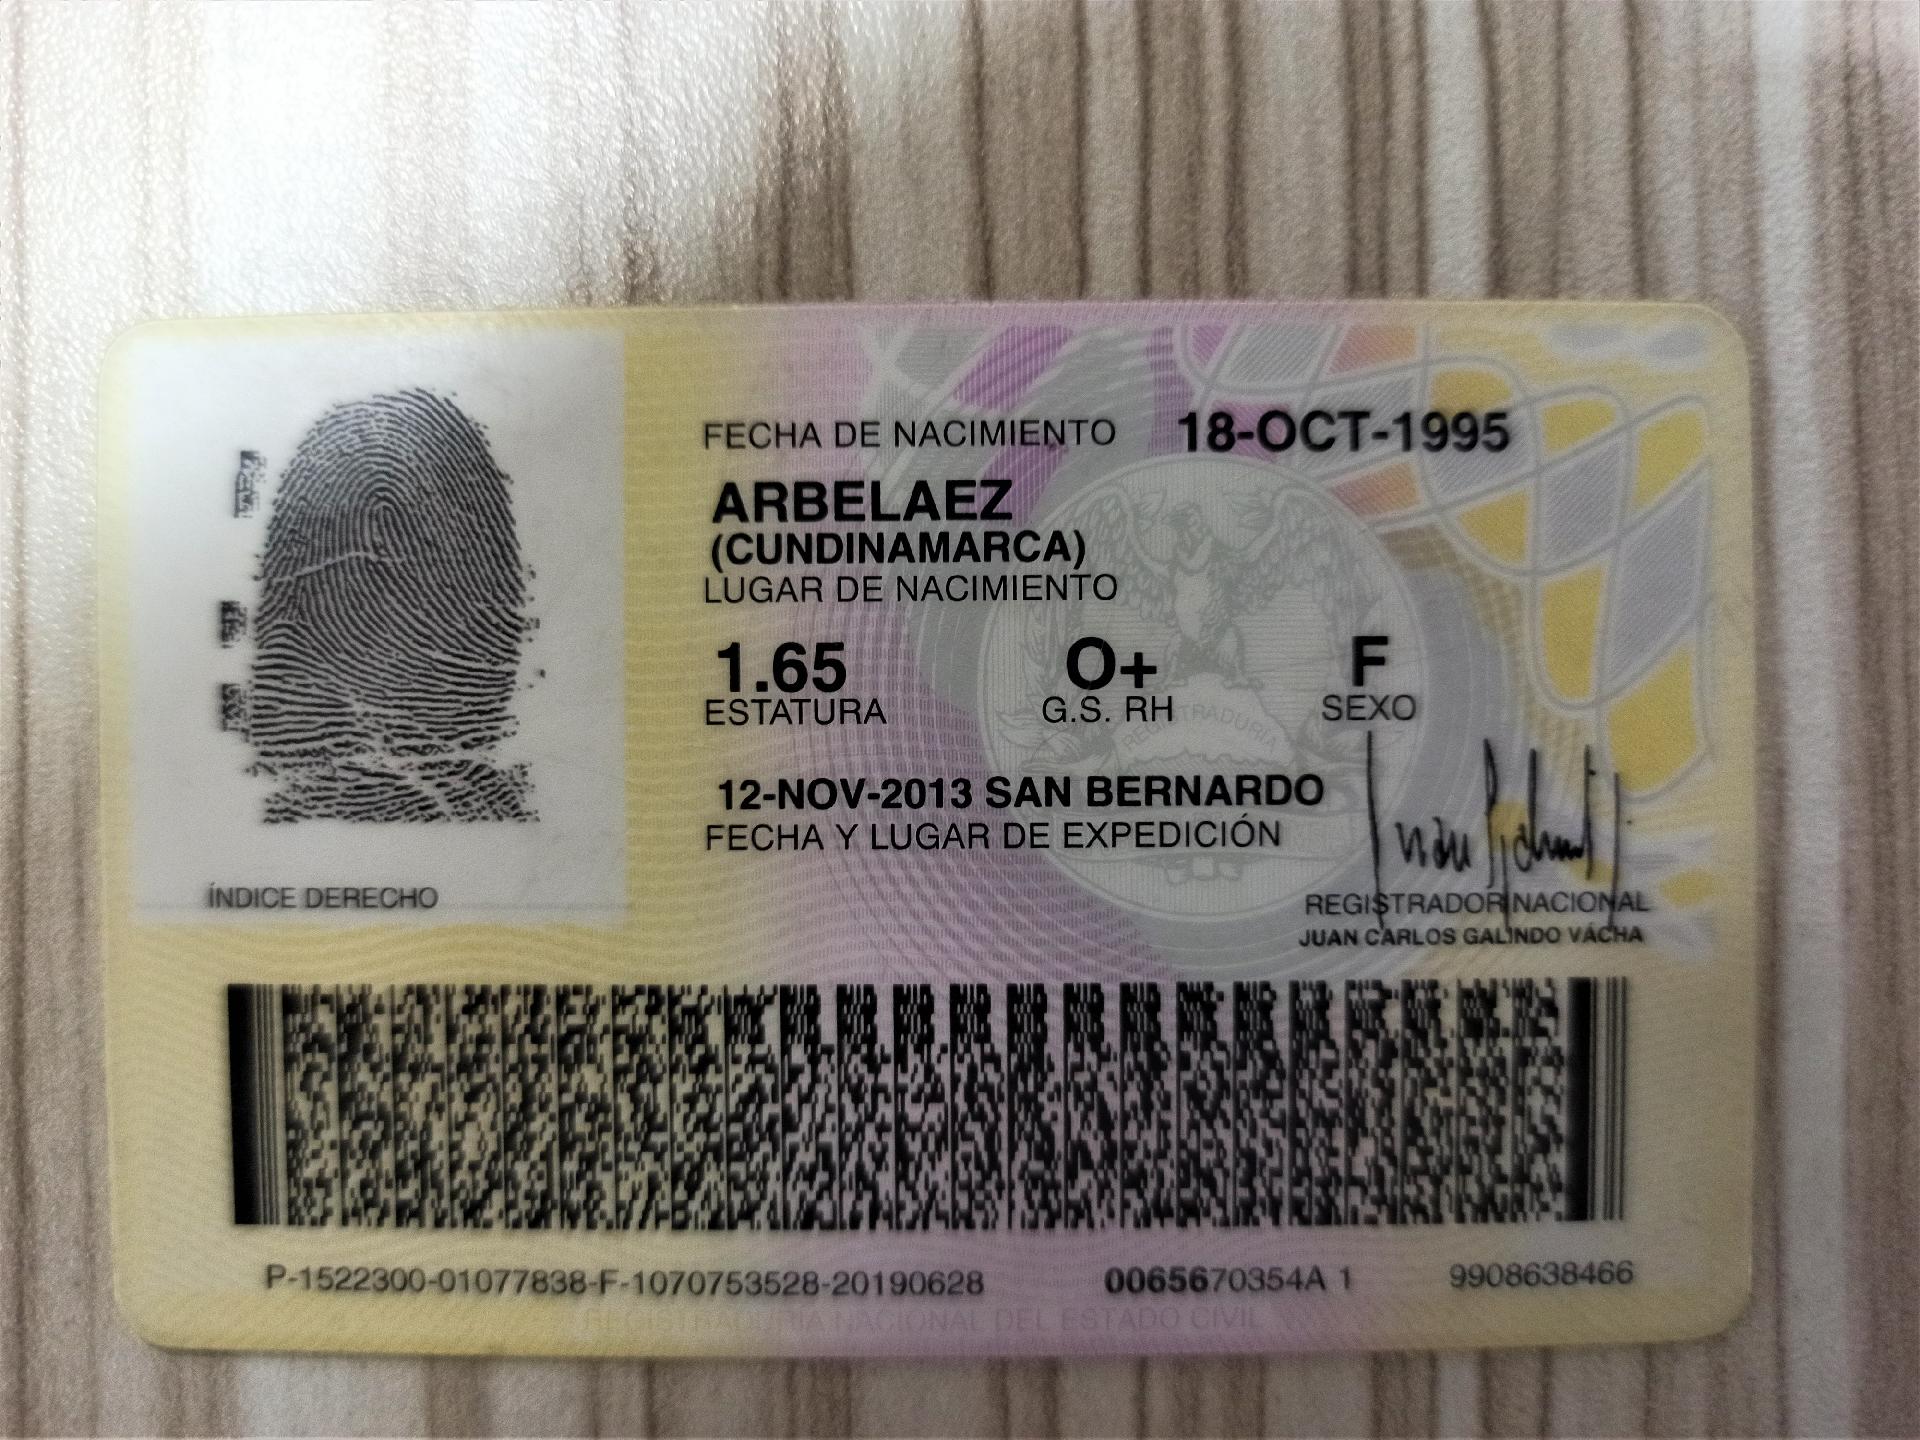 FECHA DE NACIMIENTO 18-OCT-1995
ARBELAEZ
(CUNDINAMARCA)
LUGAR DE NACIMIENTO
1.65 O+ F
ESTATURA G.S. RH SEXO
12-NOV-2013 SAN BERNARDO
FECHA Y LUGAR DE EXPEDICIÓN
ÍNDICE DERECHO
REGISTRADOR NACIONAL
JUAN CARLOS GALINDO VÁCHA
P-1522300-01077838-F-1070753528-20190628 0065670354A 1 9908638466
REGISTRADURIA NACIONAL DEL ESTADO CIVIL